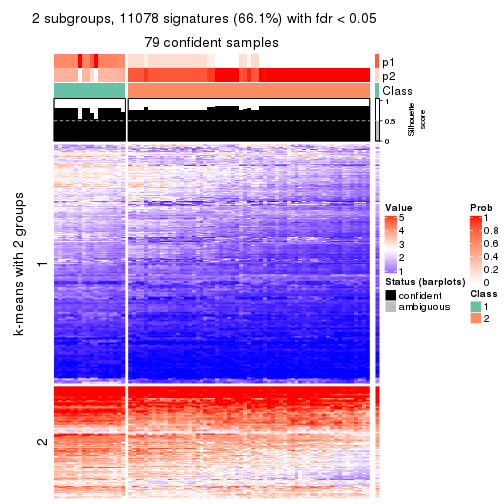 2 subgroups, 11078 signatures (66.1%) with fdr < 0.05
79 confident samples
p1
p2
Class
1
0.5
0
Silhouette
score
k-means with 2 groups
1
2
Value
5
4
3
2
1
Status (barplots)
confident
ambiguous
Prob
1
0.8
0.6
0.4
0.2
0
Class
1
2